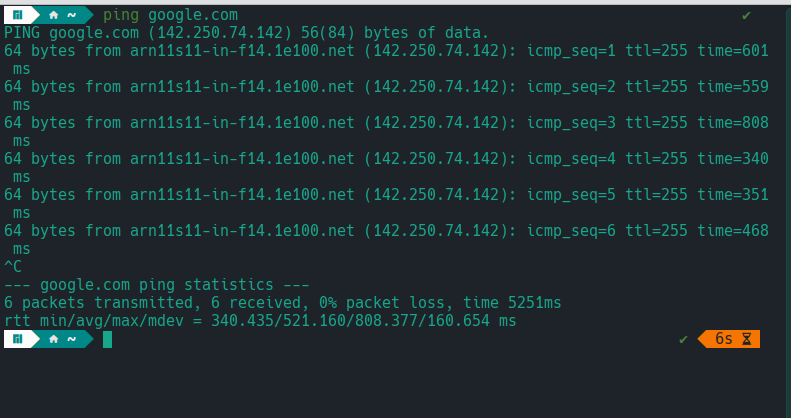 ~ ping google.com ✔
PING google.com (142.250.74.142) 56(84) bytes of data.
64 bytes from arn11s11-in-f14.1e100.net (142.250.74.142): icmp_seq=1 ttl=255 time=601
ms
64 bytes from arn11s11-in-f14.1e100.net (142.250.74.142): icmp_seq=2 ttl=255 time=559
ms
64 bytes from arn11s11-in-f14.1e100.net (142.250.74.142): icmp_seq=3 ttl=255 time=808
ms
64 bytes from arn11s11-in-f14.1e100.net (142.250.74.142): icmp_seq=4 ttl=255 time=340
ms
64 bytes from arn11s11-in-f14.1e100.net (142.250.74.142): icmp_seq=5 ttl=255 time=351
ms
64 bytes from arn11s11-in-f14.1e100.net (142.250.74.142): icmp_seq=6 ttl=255 time=468
ms
^C
--- google.com ping statistics ---
6 packets transmitted, 6 received, 0% packet loss, time 5251ms
rtt min/avg/max/mdev = 340.435/521.160/808.377/160.654 ms
~ ✔ 6s